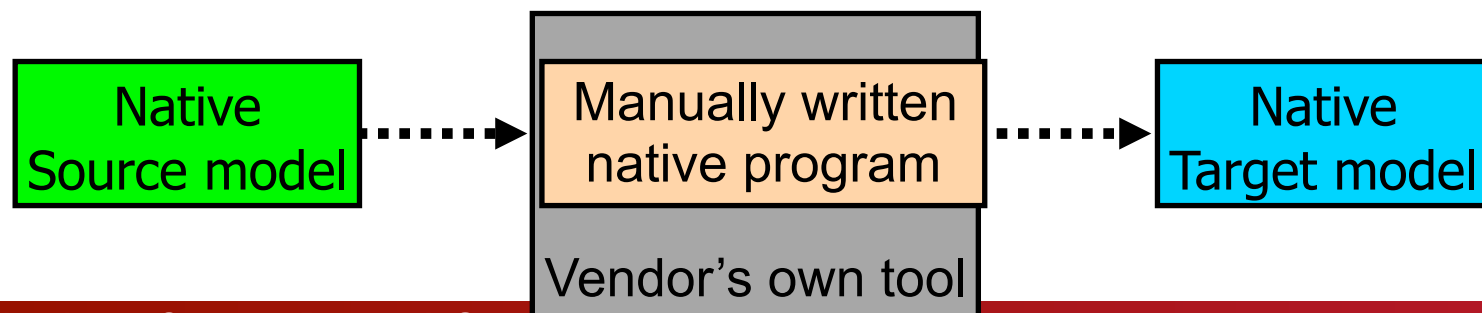 Native
Source model
Manually written
native program
Native
Target model
Vendor’s own tool